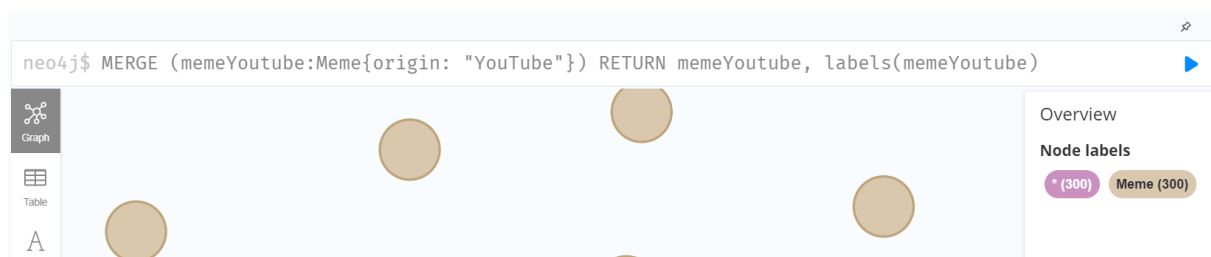 neo4j$ MERGE (memeYoutube:Meme{origin: "YouTube"}) RETURN memeYoutube, labels(memeYoutube)
Graph
Table
A
Overview
Node labels
* (300) Meme (300)